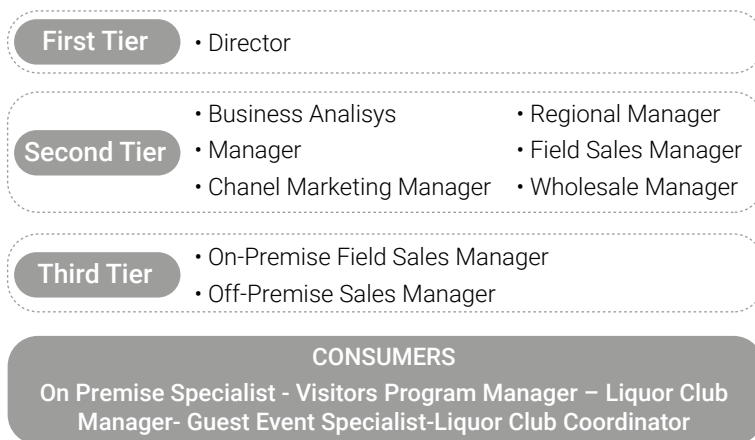 First Tier
• Director
Second Tier
• Business Analisys
• Manager
• Chanel Marketing Manager
• Regional Manager
• Field Sales Manager
• Wholesale Manager
Third Tier
• On-Premise Field Sales Manager
• Off-Premise Sales Manager
CONSUMERS
On Premise Specialist - Visitors Program Manager – Liquor Club
Manager- Guest Event Specialist-Liquor Club Coordinator